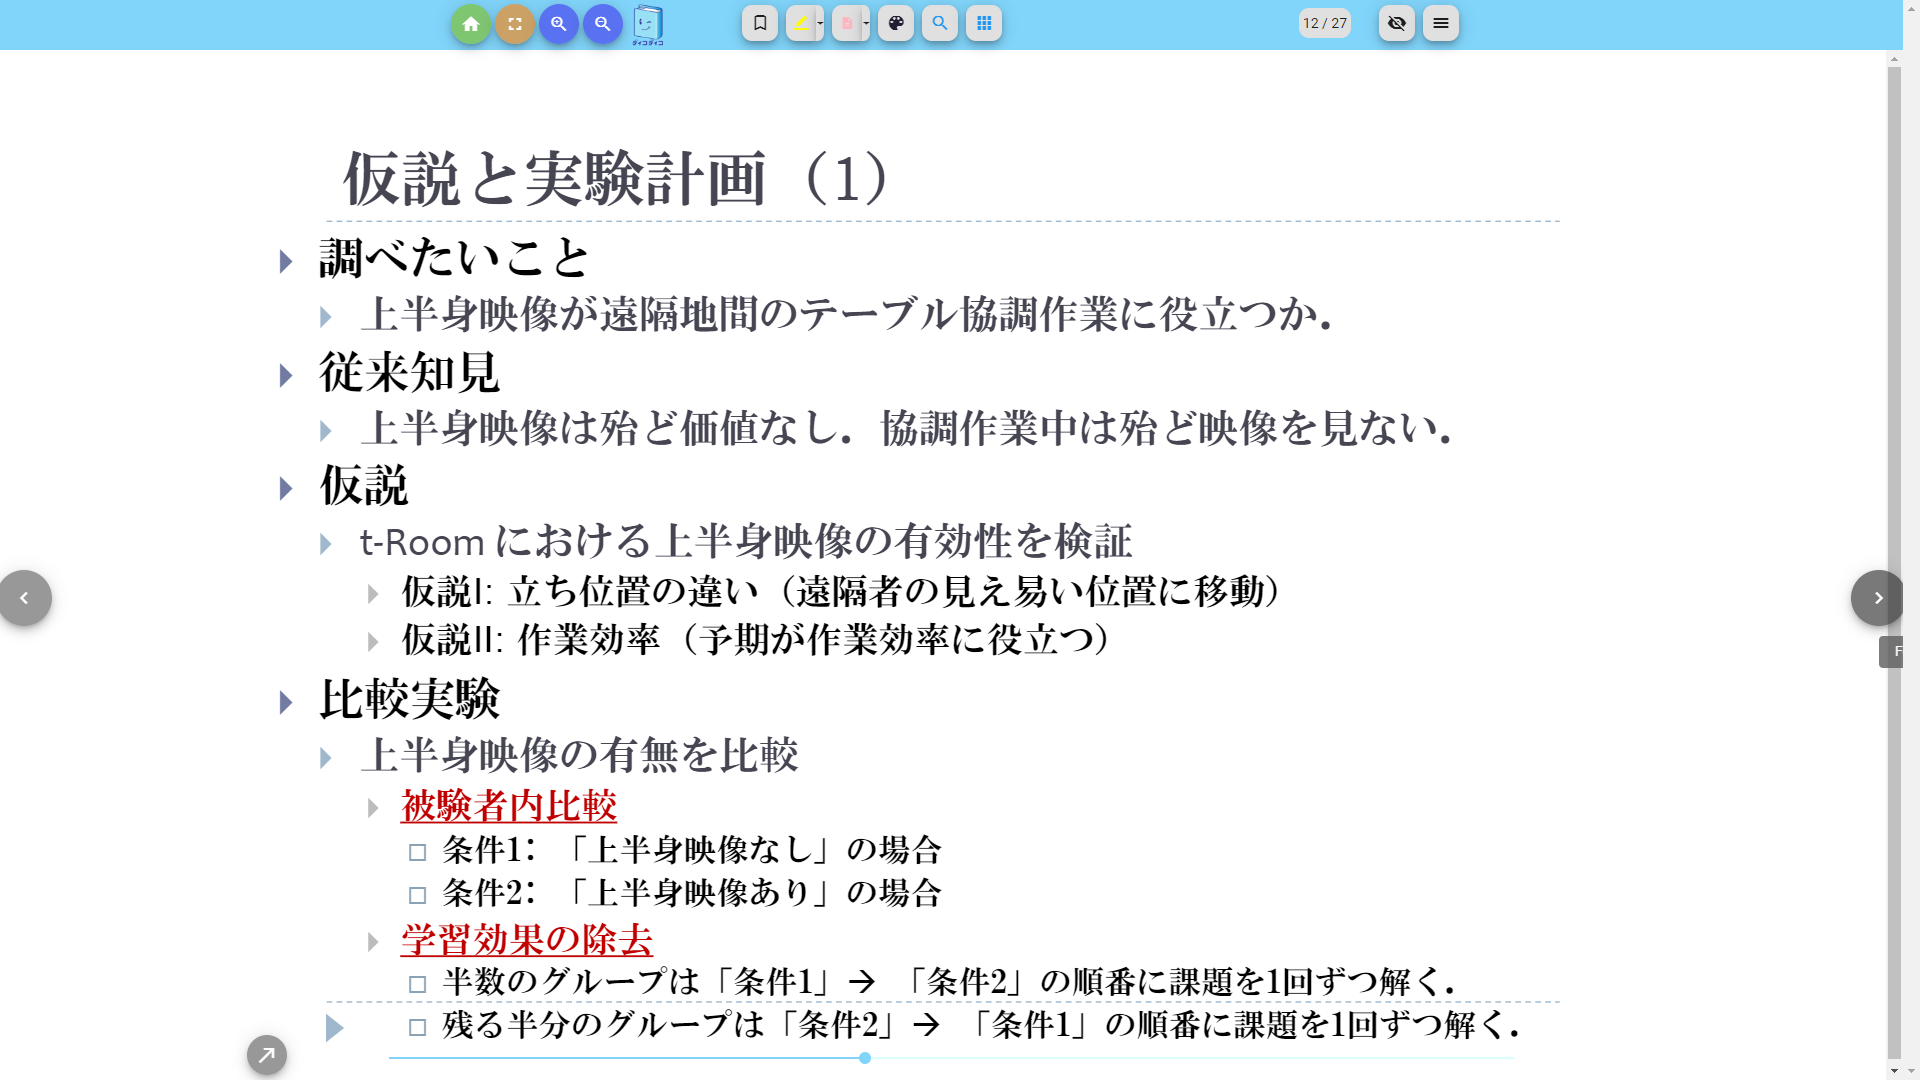 ダイコダイコ
12 / 27
仮説と実験計画（1）
調べたいこと
上半身映像が遠隔地間のテーブル協調作業に役立つか．
従来知見
上半身映像は殆ど価値なし．協調作業中は殆ど映像を見ない．
仮説
t-Room における上半身映像の有効性を検証
仮説I: 立ち位置の違い（遠隔者の見え易い位置に移動）
仮説II: 作業効率（予期が作業効率に役立つ）
比較実験
上半身映像の有無を比較
被験者内比較
条件1：「上半身映像なし」の場合
条件2：「上半身映像あり」の場合
学習効果の除去
半数のグループは「条件1」→ 「条件2」の順番に課題を1回ずつ解く．
残る半分のグループは「条件2」→ 「条件1」の順番に課題を1回ずつ解く．
F